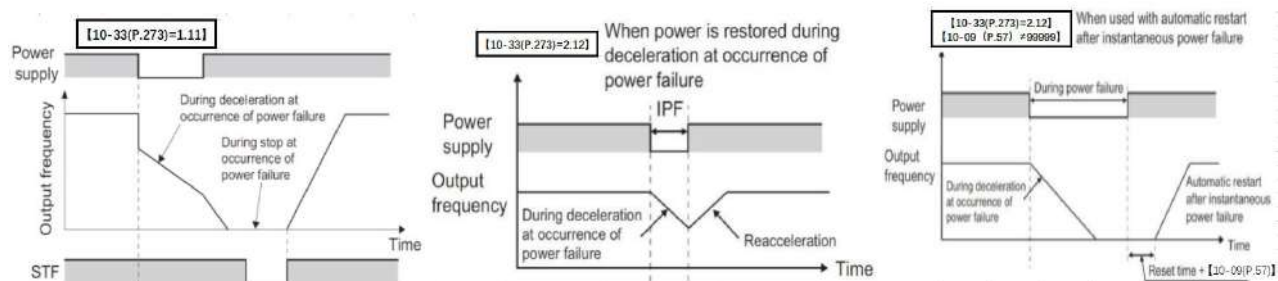 【10-33(P.273)=1.11】
Power
supply
Output frequency
During deceleration at
occurrence of power failure
During stop at
occurrence of
power failure
Time
STF
【10-33(P.273)=2.12】
When power is restored during
deceleration at occurrence of
power failure
IPF
Power
supply
Output
frequency
During deceleration
at occurrence of
power failure
Reacceleration
Time
【10-33(P.273)=2.12】
【10-09 (P.57) ≠99999】
When used with automatic restart
after instantaneous power failure
During power failure
Power
supply
Output
frequency
During deceleration
at occurrence of
power failure
Automatic restart
after instantaneous
power failure
Time
Reset time + 【10-09(P.57)】